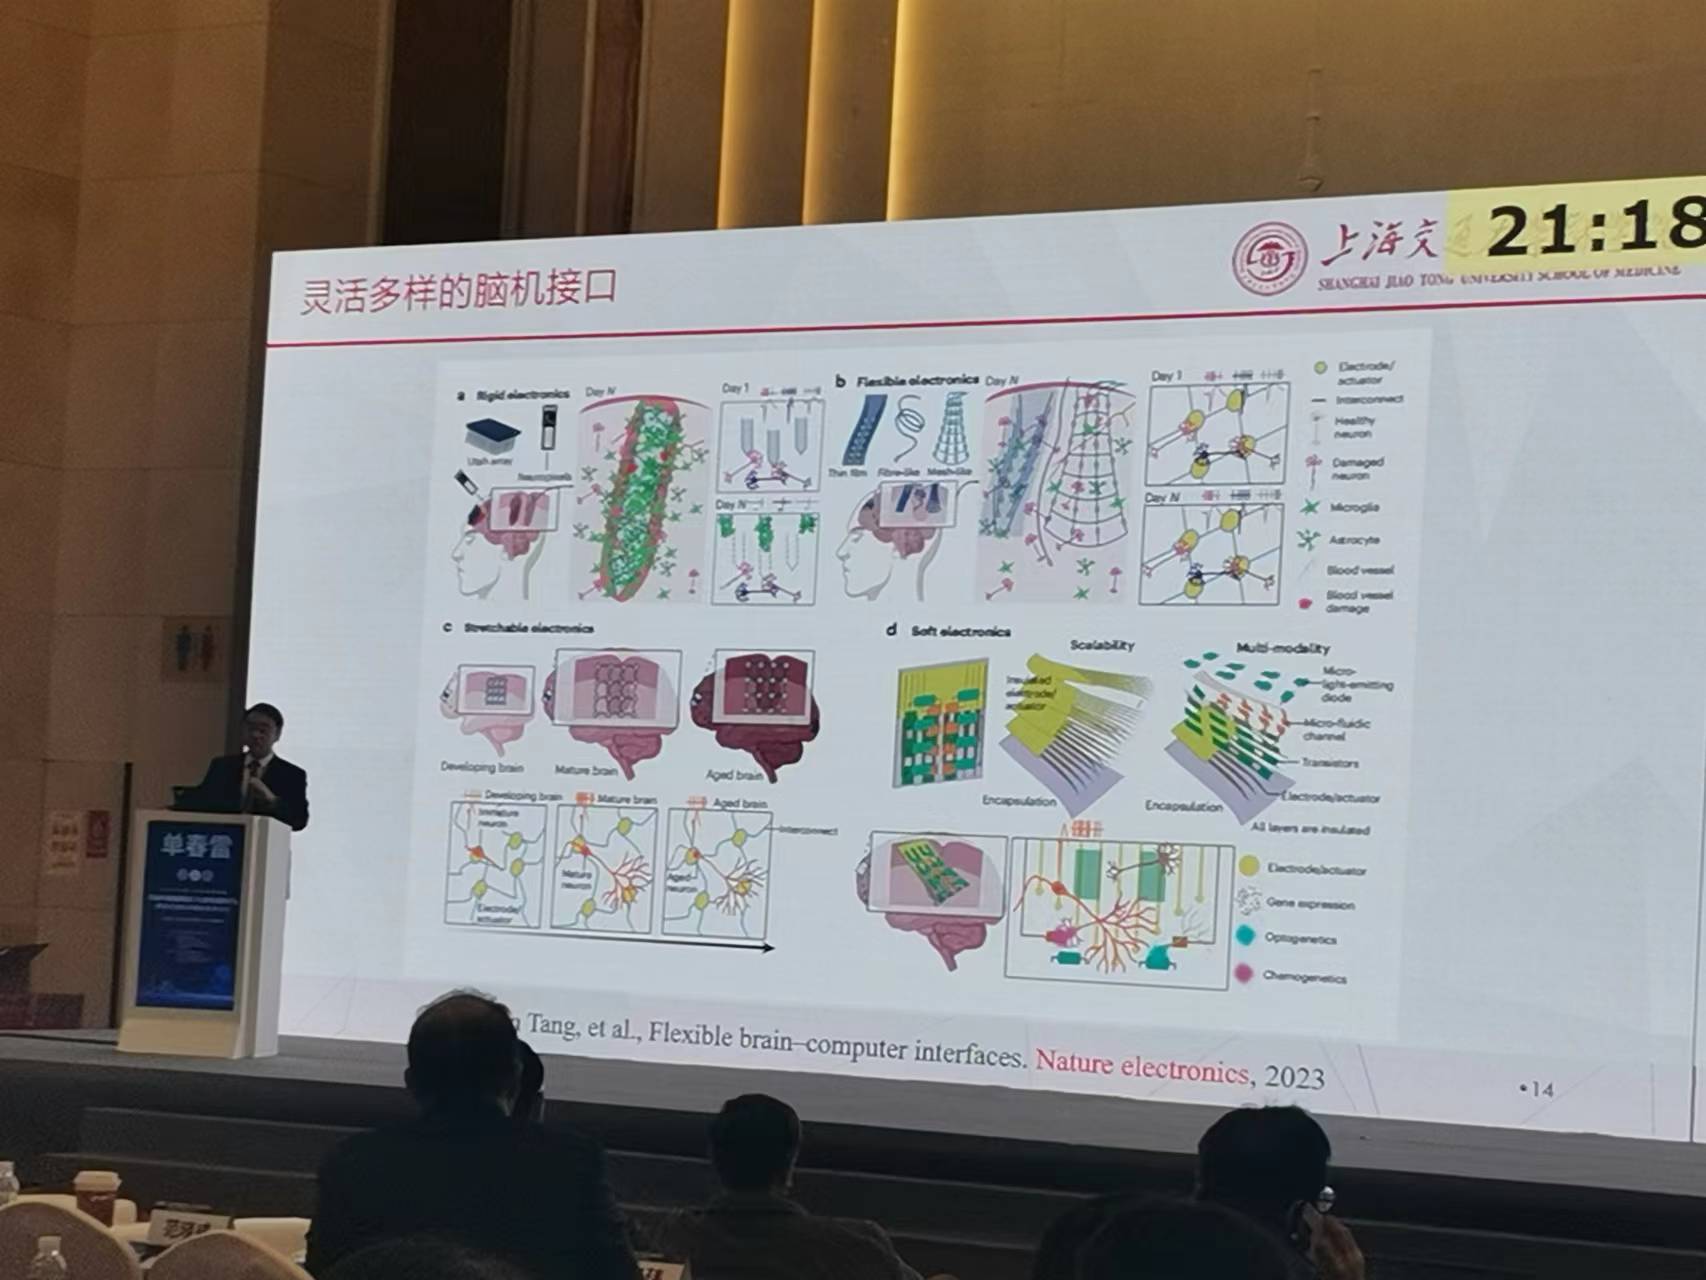 灵活多样的脑机接口
上海交
21:18
SHANGHAI JIAO TONG UNIVERSITY SCHOOL OF MEDICINE
a Rigid electronics
Day N
Day 1
Utah array
Neuropixels
Day N
b Flexible electronics
Day N
Day 1
Thin film
Fibre-like
Mesh-like
Day N
Electrode/
actuator
Interconnect
Healthy
neuron
Damaged
neuron
Microglia
Astrocyte
Blood vessel
Blood vessel
damage
c Stretchable electronics
Developing brain
Mature brain
Aged brain
Developing brain
Mature brain
Aged brain
Immature
neuron
Mature
neuron
Aged
neuron
Interconnect
Electrode/
actuator
d Soft electronics
Scalability
Multi-modality
Insulated
electrode/
actuator
Micro-
light-emitting
diode
Micro-fluidic
channel
Transistors
Electrode/actuator
Encapsulation
Encapsulation
All layers are insulated
Electrode/actuator
Gene expression
Optogenetics
Chemogenetics
Tang, et al., Flexible brain–computer interfaces. Nature electronics, 2023
•14
单春雷